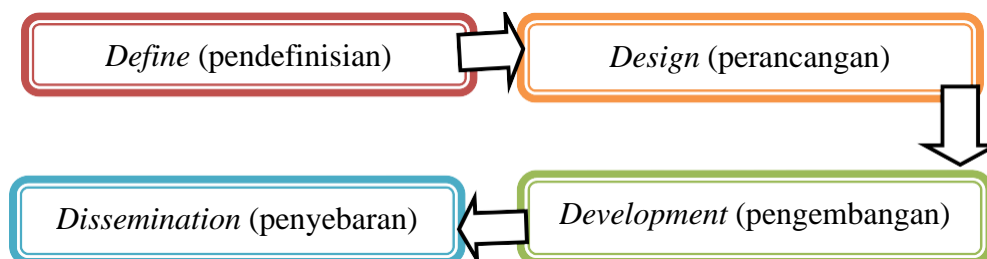 Define (pendefinisian)
Design (perancangan)
Development (pengembangan)
Dissemination (penyebaran)